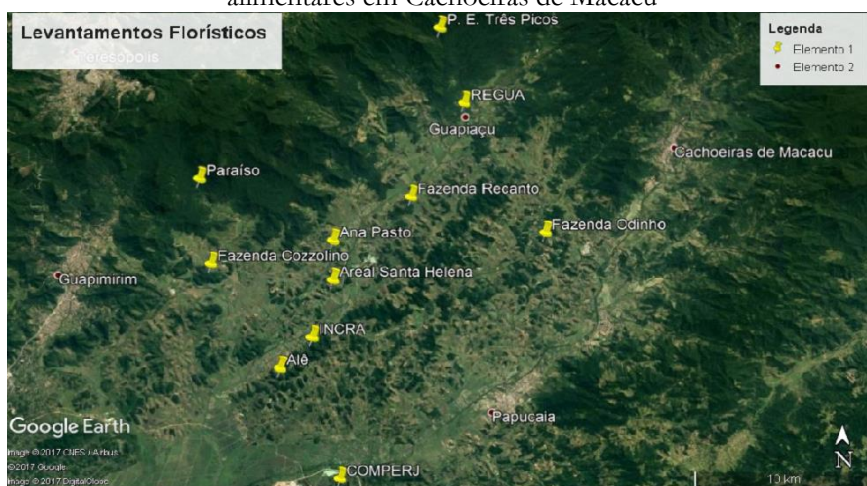 alimentares em Cachoeiras de Macacu
P. E. Três Picos
Levantamentos Florísticos
Legenda
Elemento 1
Elemento 2
Teresópolis
REGUA
Guapiaçu
Cachoeiras de Macacu
Paraíso
Fazenda Recanto
Ana Pasto
Fazenda Odinho
Fazenda Cozzolino
Areal Santa Helena
Guapimirim
INCRA
Alê
Papucaia
Google Earth
Image © 2017 CNES / Airbus
©2017 Google
Image © 2017 DigitalGlobe
COMPERJ
N
10 km